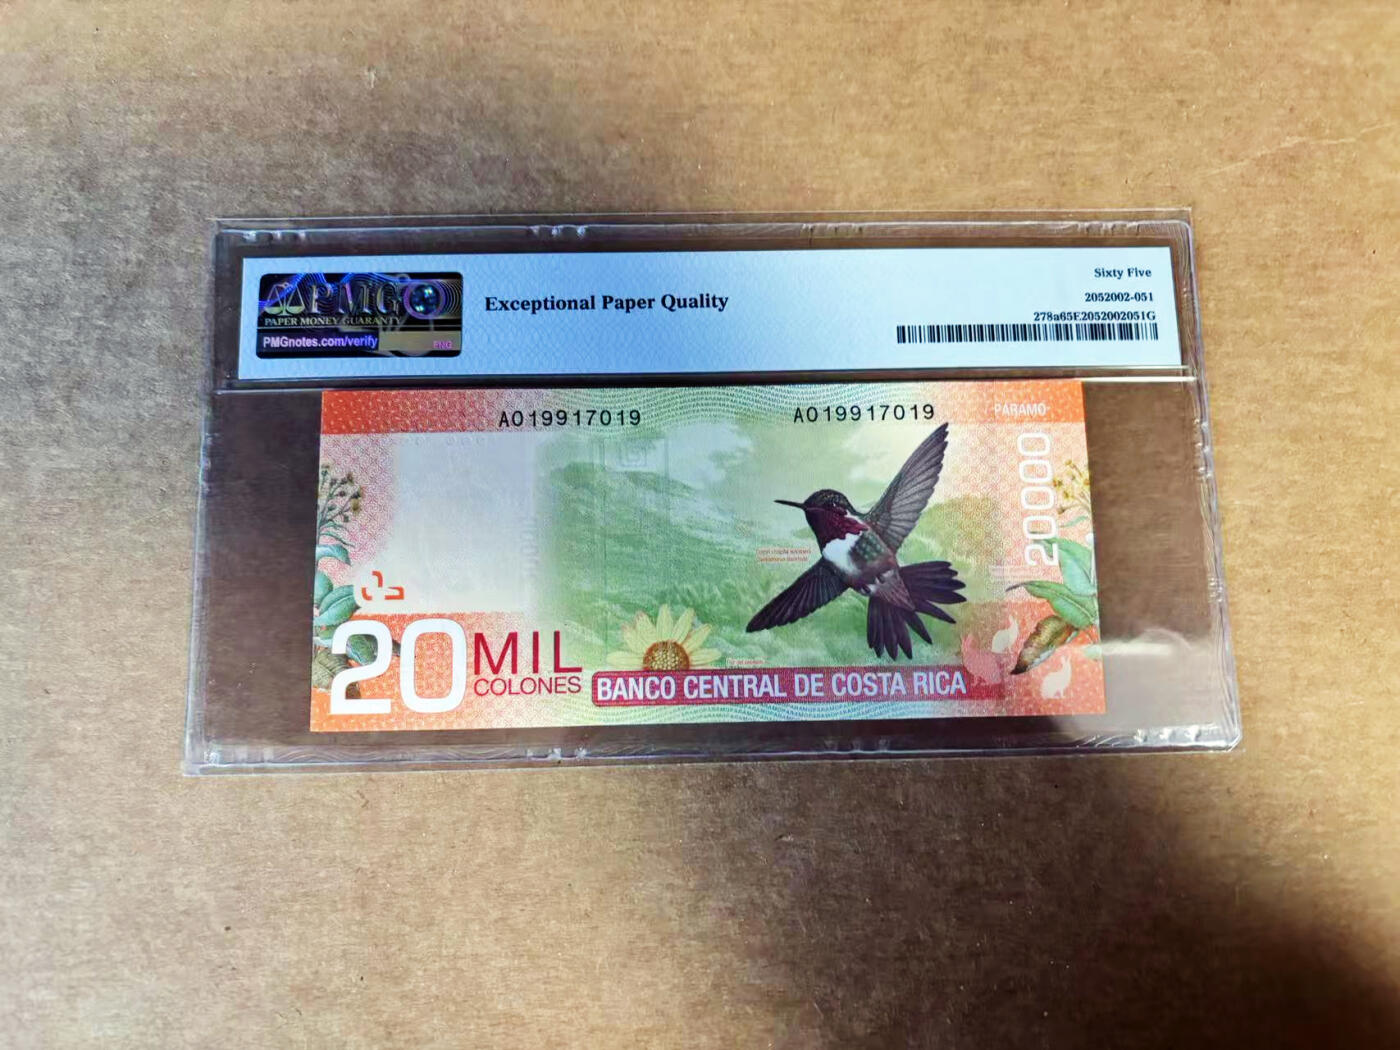 PMG
PAPER MONEY GUARANTY
PMGnotes.com/verify
Exceptional Paper Quality
Sixty Five
2052002-051
278a65E2052002051G
A019917019
A019917019
PÁRAMO
20000
20 MIL
COLONES
BANCO CENTRAL DE COSTA RICA